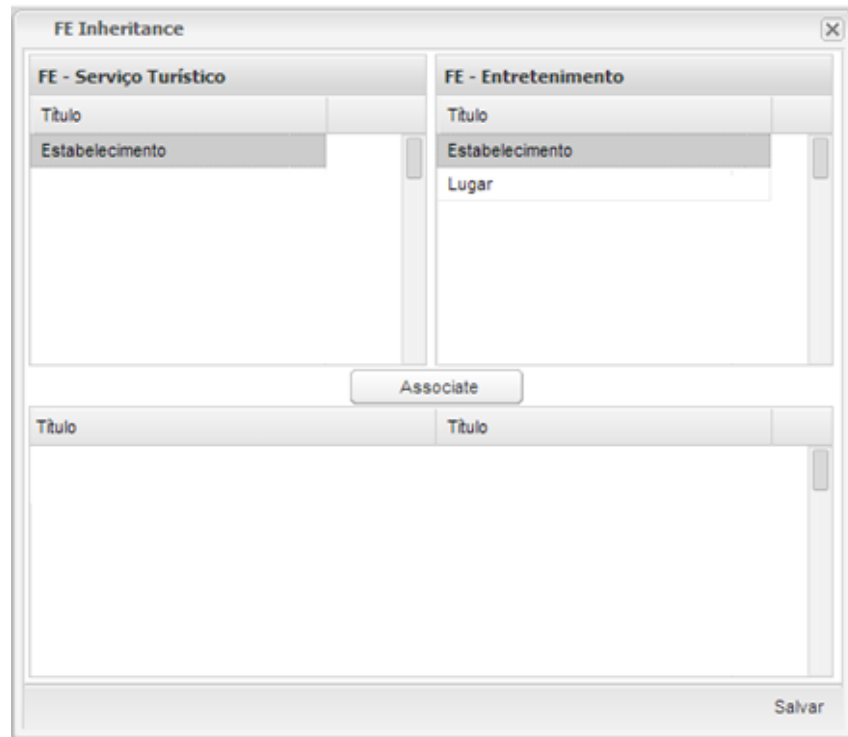 FE Inheritance
FE - Serviço Turístico
FE - Entretenimento
Título
Título
Estabelecimento
Estabelecimento
Lugar
Associate
Título
Título
Salvar